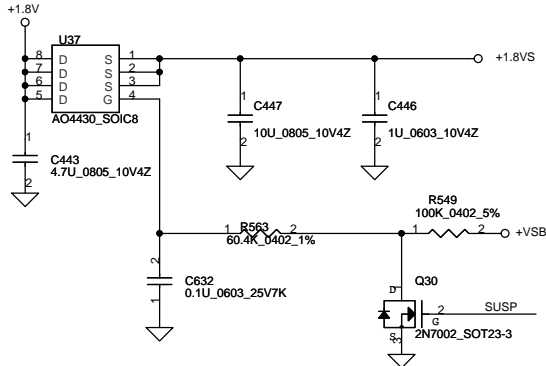 +1.8V
U37
8 D S 1
7 D S 2
6 D S 3
5 D G 4
AO4430_SOIC8
+1.8VS
1
C443
4.7U_0805_10V4Z
2
1
C447
10U_0805_10V4Z
2
1
C446
1U_0603_10V4Z
2
R549
100K_0402_5%
1 2
+VSB
1 R563 2
60.4K_0402_1%
2
C632
0.1U_0603_25V7K
1
D 1
Q30
2
G
SUSP
S 3
2N7002_SOT23-3